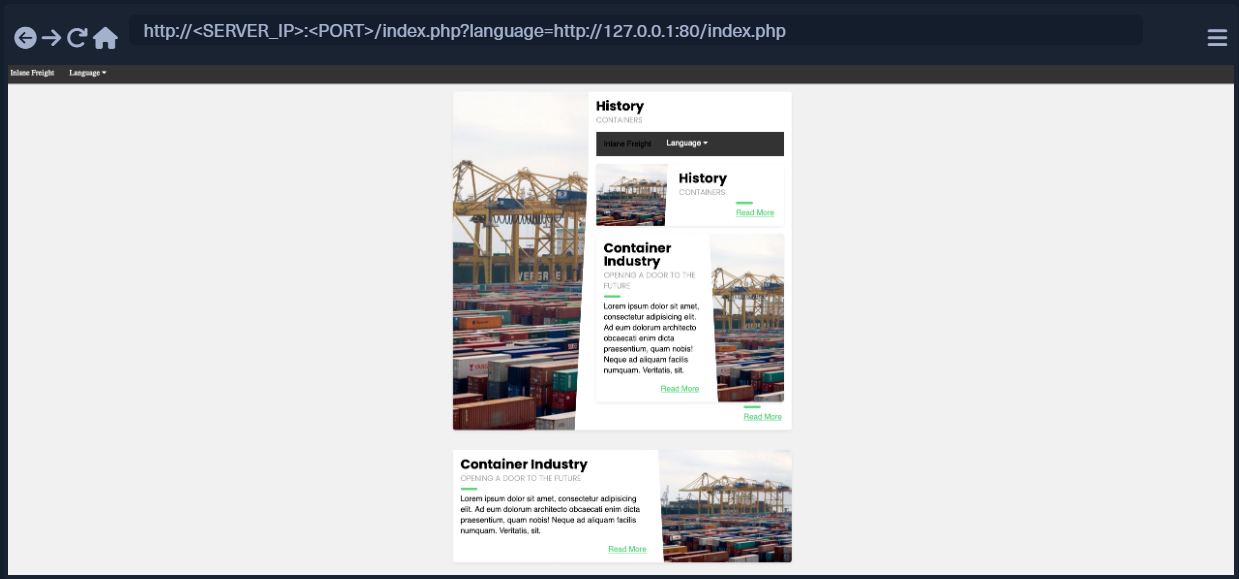 http://<SERVER_IP>:<PORT>/index.php?language=http://127.0.0.1:80/index.php
Inlane Freight Language
History
CONTAINERS
Inlane Freight Language
History
CONTAINERS
Read More
Container
Industry
OPENING A DOOR TO THE
FUTURE
Lorem ipsum dolor sit amet,
consectetur adipisicing elit.
Ad eum dolorum architecto
obcaecati enim dicta
praesentium, quam nobis!
Neque ad aliquam facilis
numquam. Veritatis, sit.
Read More
Read More
Container Industry
OPENING A DOOR TO THE FUTURE
Lorem ipsum dolor sit amet, consectetur adipisicing
elit. Ad eum dolorum architecto obcaecati enim dicta
praesentium, quam nobis! Neque ad aliquam facilis
numquam. Veritatis, sit.
Read More